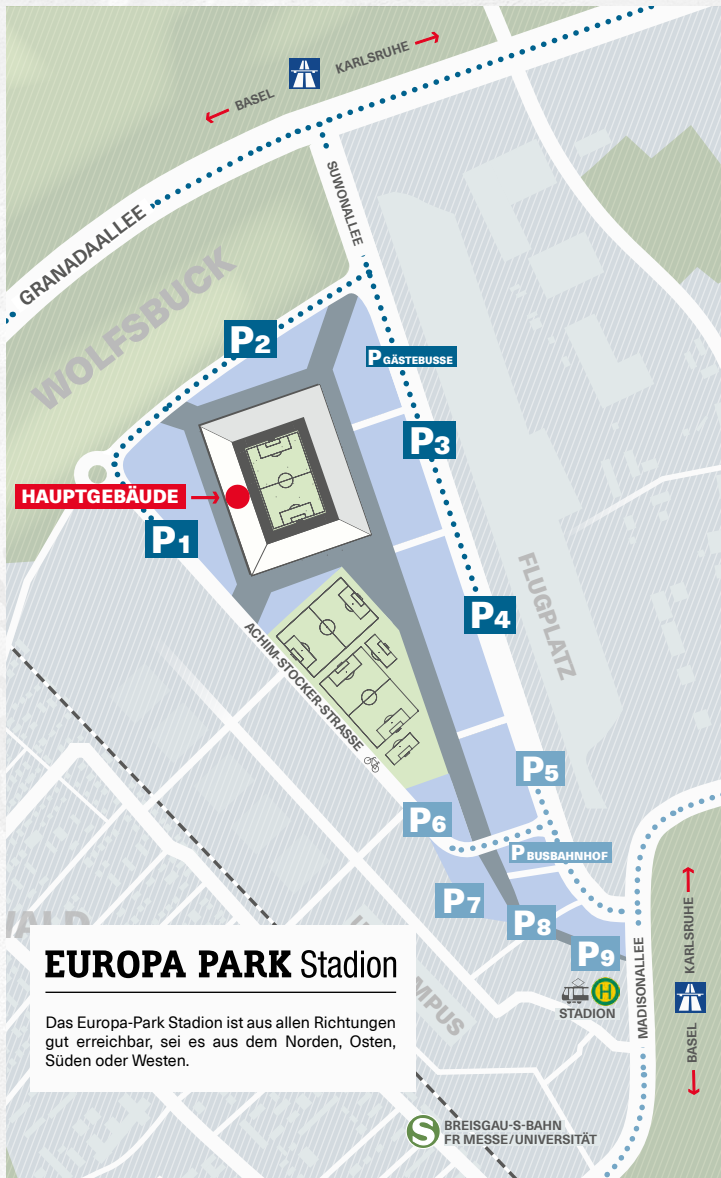 BASEL
KARLSRUHE
GRANADAALLEE
SUWONALLEE
WOLFSBUCK
P2
P GÄSTEBUSSE
P3
HAUPTGEBÄUDE
P1
FLUGPLATZ
P4
ACHIM-STOCKER-STRASSE
P5
P6
P BUSBAHNHOF
P7
P8
P9
H
STADION
MADISONALLEE
KARLSRUHE
BASEL
EUROPA PARK Stadion
Das Europa-Park Stadion ist aus allen Richtungen
gut erreichbar, sei es aus dem Norden, Osten,
Süden oder Westen.
S
BREISGAU-S-BAHN
FR MESSE/UNIVERSITÄT